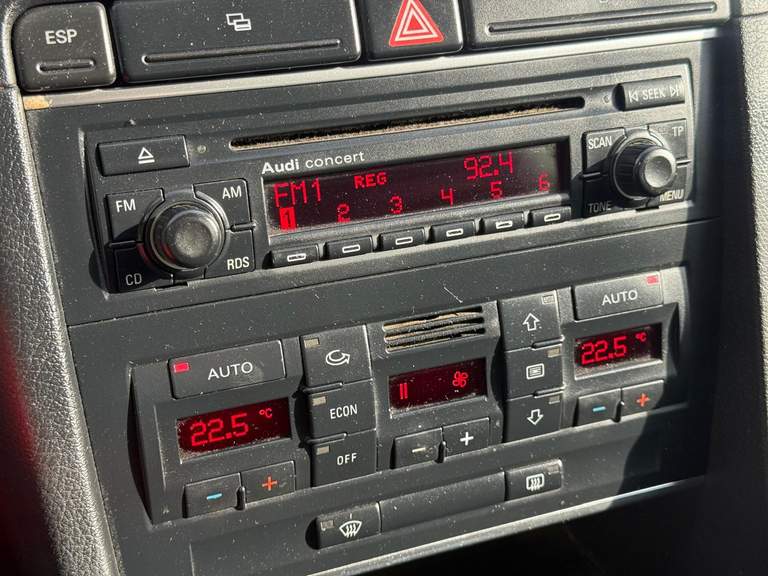 ESP
SEEK
Audi concert
SCAN
TP
FM
AM
FM1 REG 92.4
1 2 3 4 5 6
CD
RDS
TONE
MENU
AUTO
AUTO
22.5 °C
ECON
22.5 °C
OFF